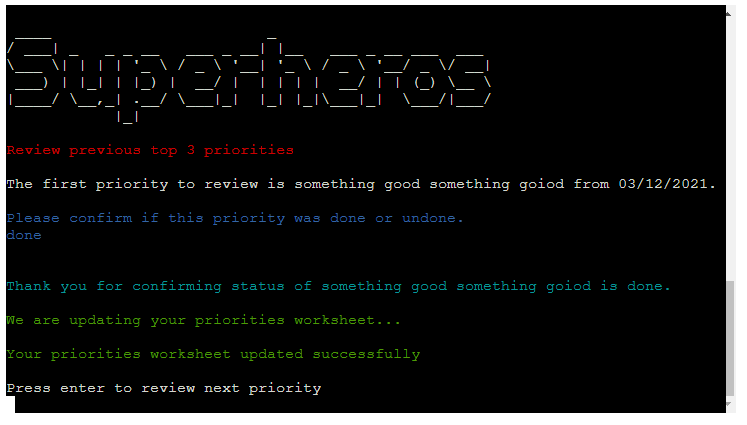 Superheros
Review previous top 3 priorities
The first priority to review is something good something goiod from 03/12/2021.
Please confirm if this priority was done or undone.
done
Thank you for confirming status of something good something goiod is done.
We are updating your priorities worksheet...
Your priorities worksheet updated successfully
Press enter to review next priority